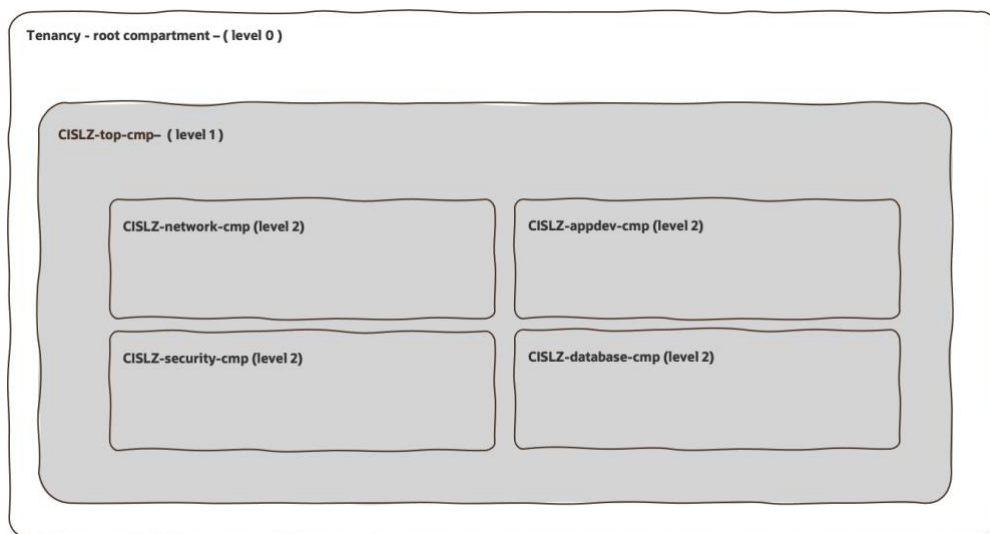 Tenancy - root compartment – ( level 0 )
CISLZ-top-cmp– ( level 1 )
CISLZ-network-cmp (level 2)
CISLZ-appdev-cmp (level 2)
CISLZ-security-cmp (level 2)
CISLZ-database-cmp (level 2)